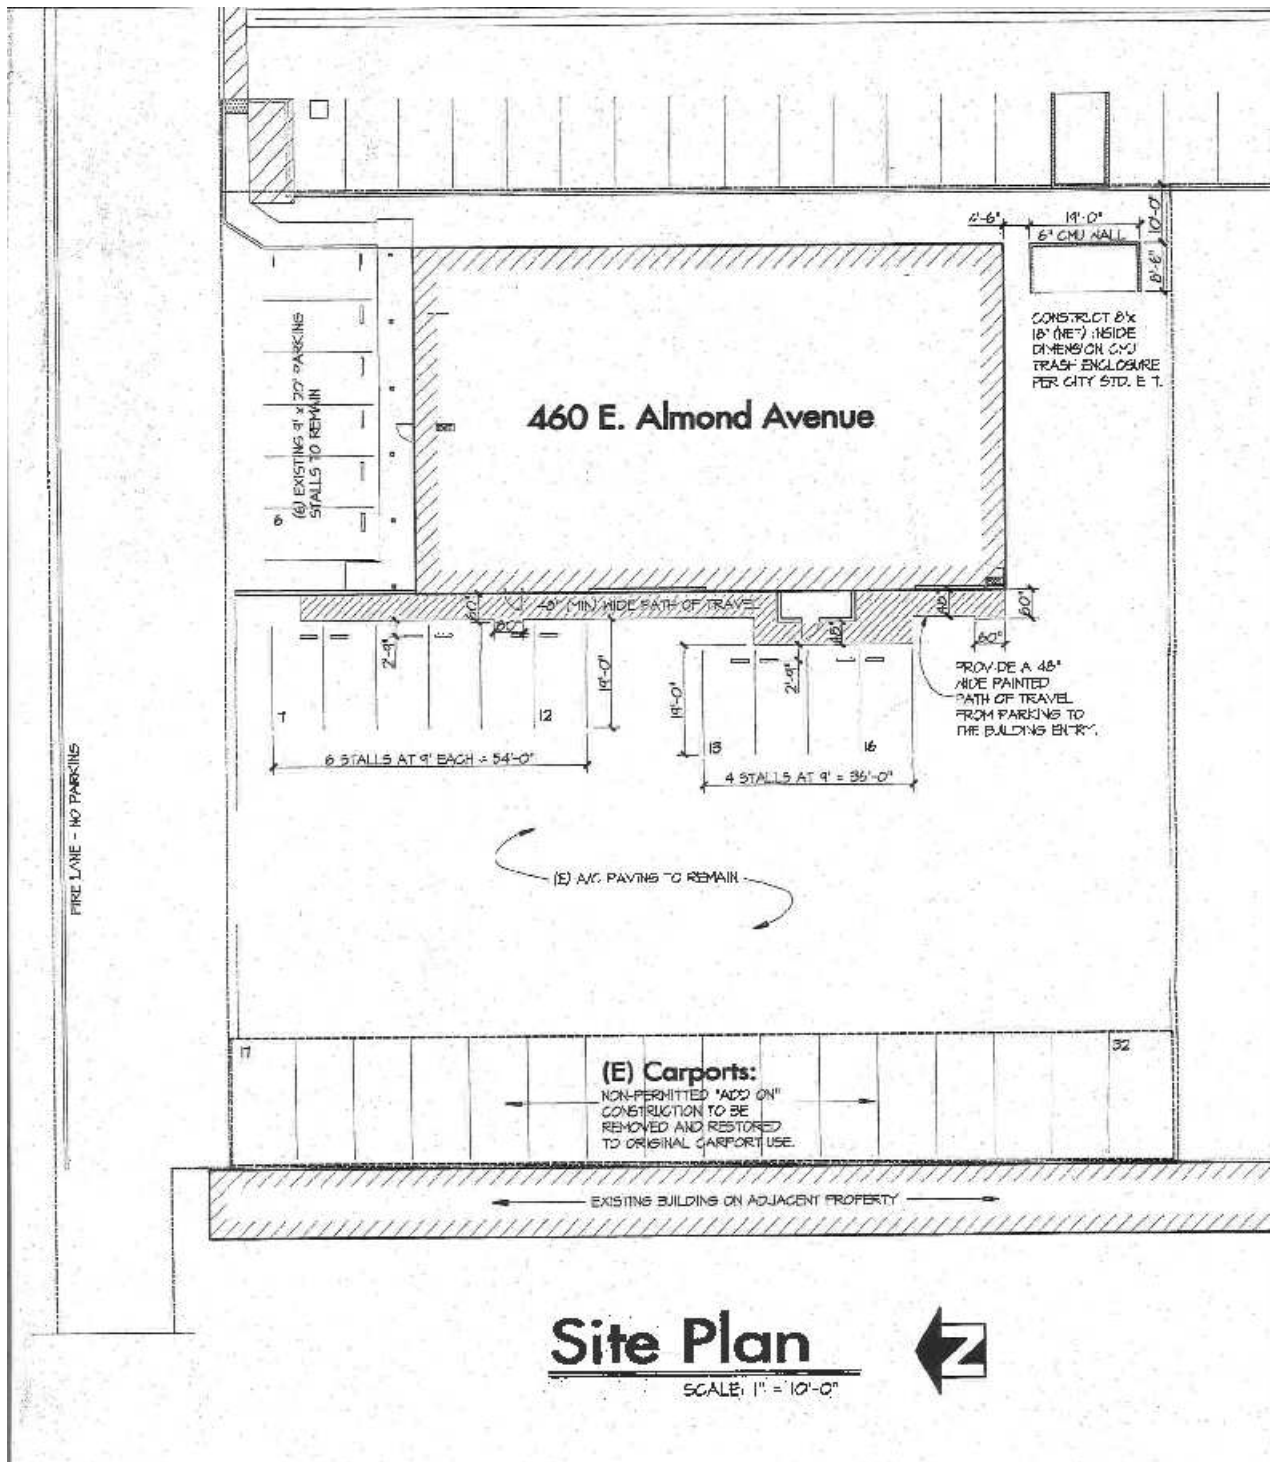 4'-6"
19'-0"
6" CMU WALL
10'-0"
8'-6"
CONSTRUCT 8' x
18' (NET) INSIDE
DIMENSION CMU
TRASH ENCLOSURE
PER CITY STD.
(6) EXISTING 9' x 20' PARKING
STALLS TO REMAIN
6
460 E. Almond Avenue
48" (MIN) WIDE PATH OF TRAVEL
60"
60"
48"
48"
60"
60"
2'-9"
19'-0"
19'-0"
2'-9"
7
12
13
16
6 STALLS AT 9' EACH = 54'-0"
4 STALLS AT 9' = 36'-0"
PROVIDE A 48"
WIDE PAINTED
PATH OF TRAVEL
FROM PARKING TO
THE BUILDING ENTRY.
FIRE LANE - NO PARKING
(E) A/C PAVING TO REMAIN
17
32
(E) Carports:
NON-PERMITTED "ADD ON"
CONSTRUCTION TO BE
REMOVED AND RESTORED
TO ORIGINAL CARPORT USE.
EXISTING BUILDING ON ADJACENT PROPERTY
Site Plan
SCALE: 1" = 10'-0"
Z